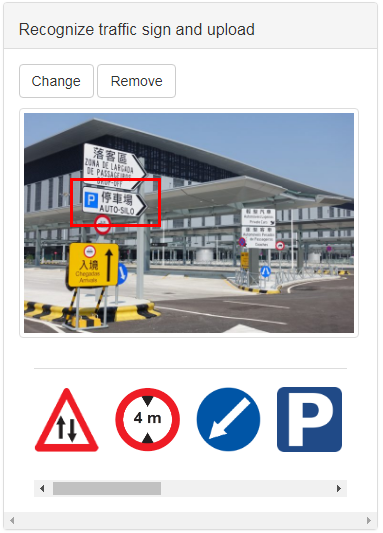 Recognize traffic sign and upload
Change
Remove
落客區
ZONA DE LARGADA
DE PASSAGEIROS
P
停車場
AUTO-SILO
入境
Chegadas
Arrivals
4 m
P